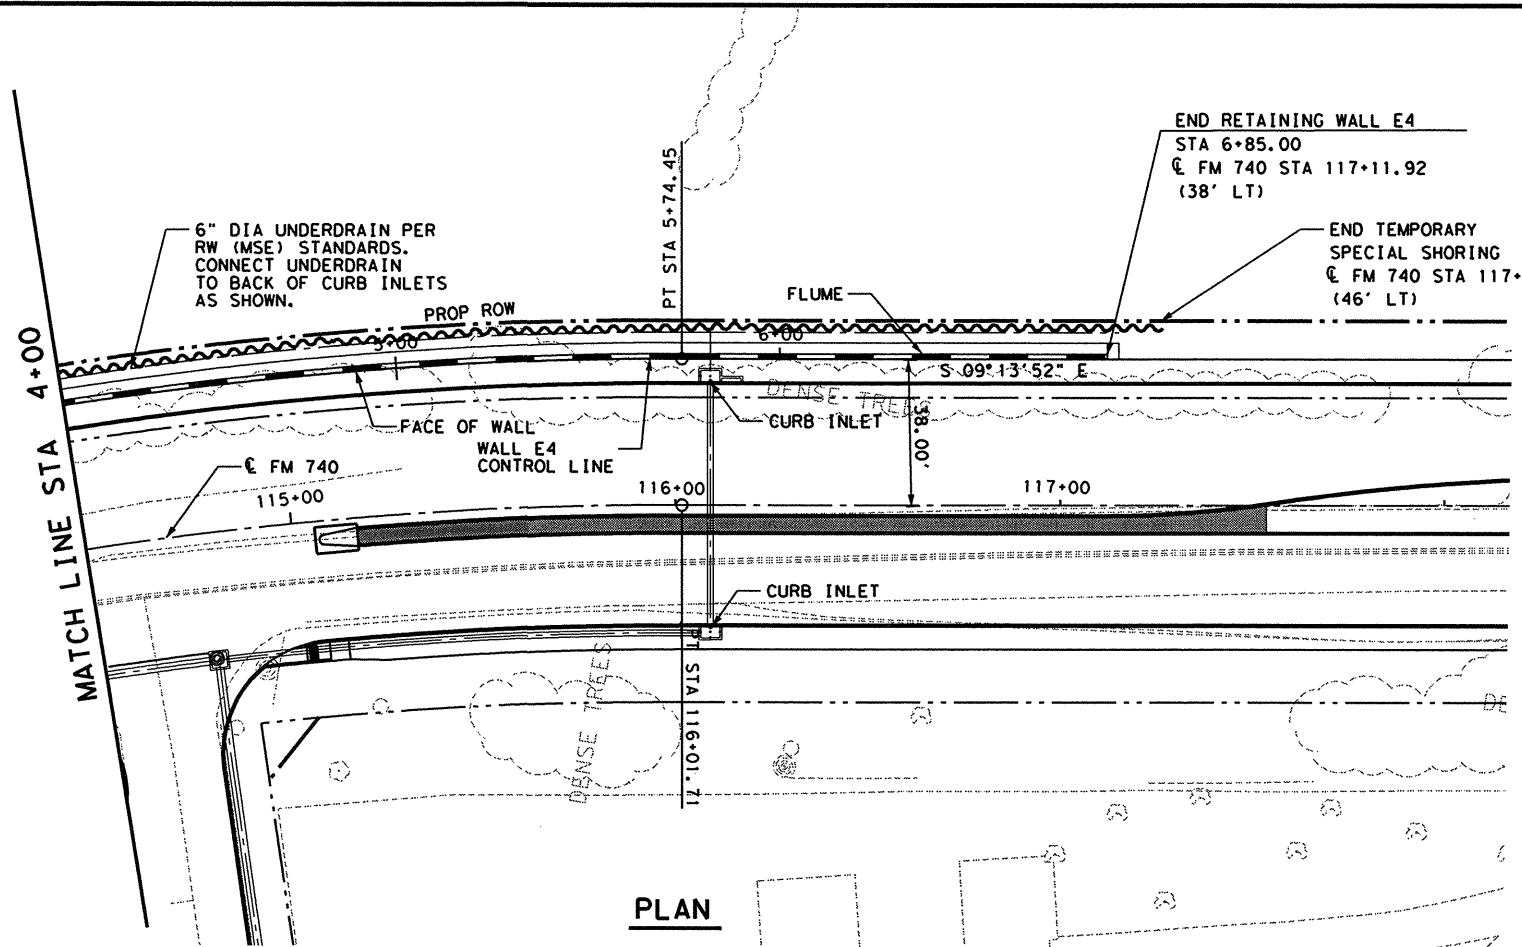 END RETAINING WALL E4
STA 6+85.00
℄ FM 740 STA 117+11.92
(38' LT)
PT STA 5+74.45
6" DIA UNDERDRAIN PER
RW (MSE) STANDARDS.
CONNECT UNDERDRAIN
TO BACK OF CURB INLETS
AS SHOWN.
END TEMPORARY
SPECIAL SHORING
℄ FM 740 STA 117+
(46' LT)
FLUME
PROP ROW
5+00
6+00
S 09°13'52" E
DENSE TREES
38.00'
FACE OF WALL
CURB INLET
WALL E4
CONTROL LINE
℄ FM 740
115+00
116+00
117+00
MATCH LINE STA 4+00
CURB INLET
DENSE TREES
PT STA 116+01.71
DE
PLAN